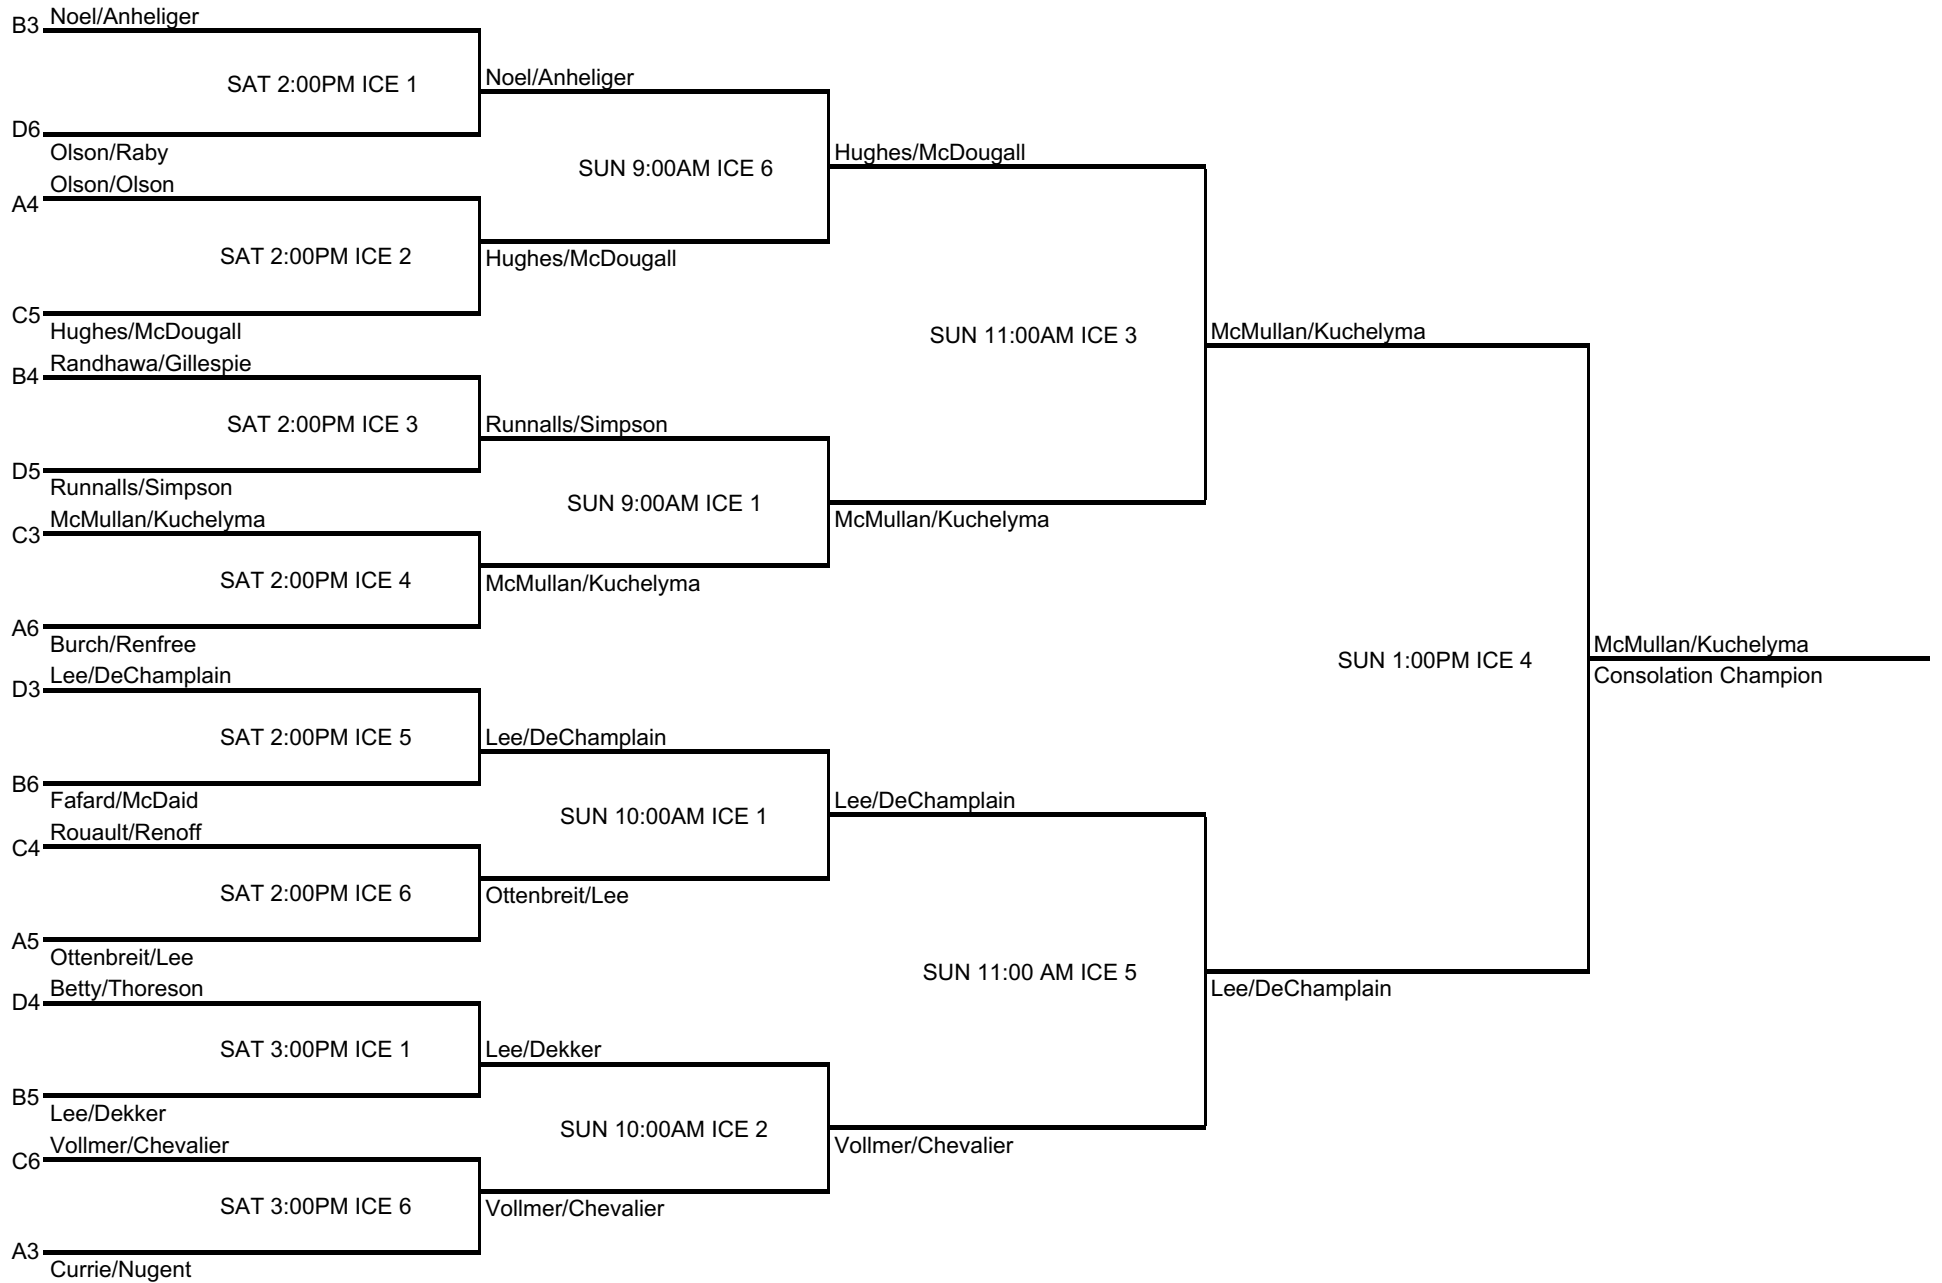 B3 Noel/Anheliger
SAT 2:00PM ICE 1
Noel/Anheliger
D6
Olson/Raby
SUN 9:00AM ICE 6
Hughes/McDougall
Olson/Olson
A4
SAT 2:00PM ICE 2
Hughes/McDougall
C5
Hughes/McDougall
SUN 11:00AM ICE 3
McMullan/Kuchelyma
Randhawa/Gillespie
B4
SAT 2:00PM ICE 3
Runnalls/Simpson
D5
Runnalls/Simpson
SUN 9:00AM ICE 1
McMullan/Kuchelyma
McMullan/Kuchelyma
C3
SAT 2:00PM ICE 4
McMullan/Kuchelyma
A6
Burch/Renfree
SUN 1:00PM ICE 4
McMullan/Kuchelyma
Consolation Champion
Lee/DeChamplain
D3
SAT 2:00PM ICE 5
Lee/DeChamplain
B6
Fafard/McDaid
SUN 10:00AM ICE 1
Lee/DeChamplain
Rouault/Renoff
C4
SAT 2:00PM ICE 6
Ottenbreit/Lee
A5
Ottenbreit/Lee
SUN 11:00 AM ICE 5
Lee/DeChamplain
Betty/Thoreson
D4
SAT 3:00PM ICE 1
Lee/Dekker
B5
Lee/Dekker
SUN 10:00AM ICE 2
Vollmer/Chevalier
Vollmer/Chevalier
C6
SAT 3:00PM ICE 6
Vollmer/Chevalier
A3
Currie/Nugent